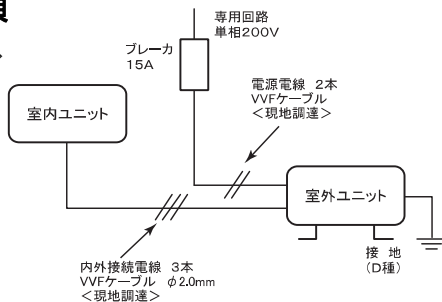 専用回路
単相200V
ブレーカ
15A
電源電線 2本
VVFケーブル
<現地調達>
室内ユニット
室外ユニット
接 地
(D種)
内外接続電線 3本
VVFケーブル φ2.0mm
<現地調達>